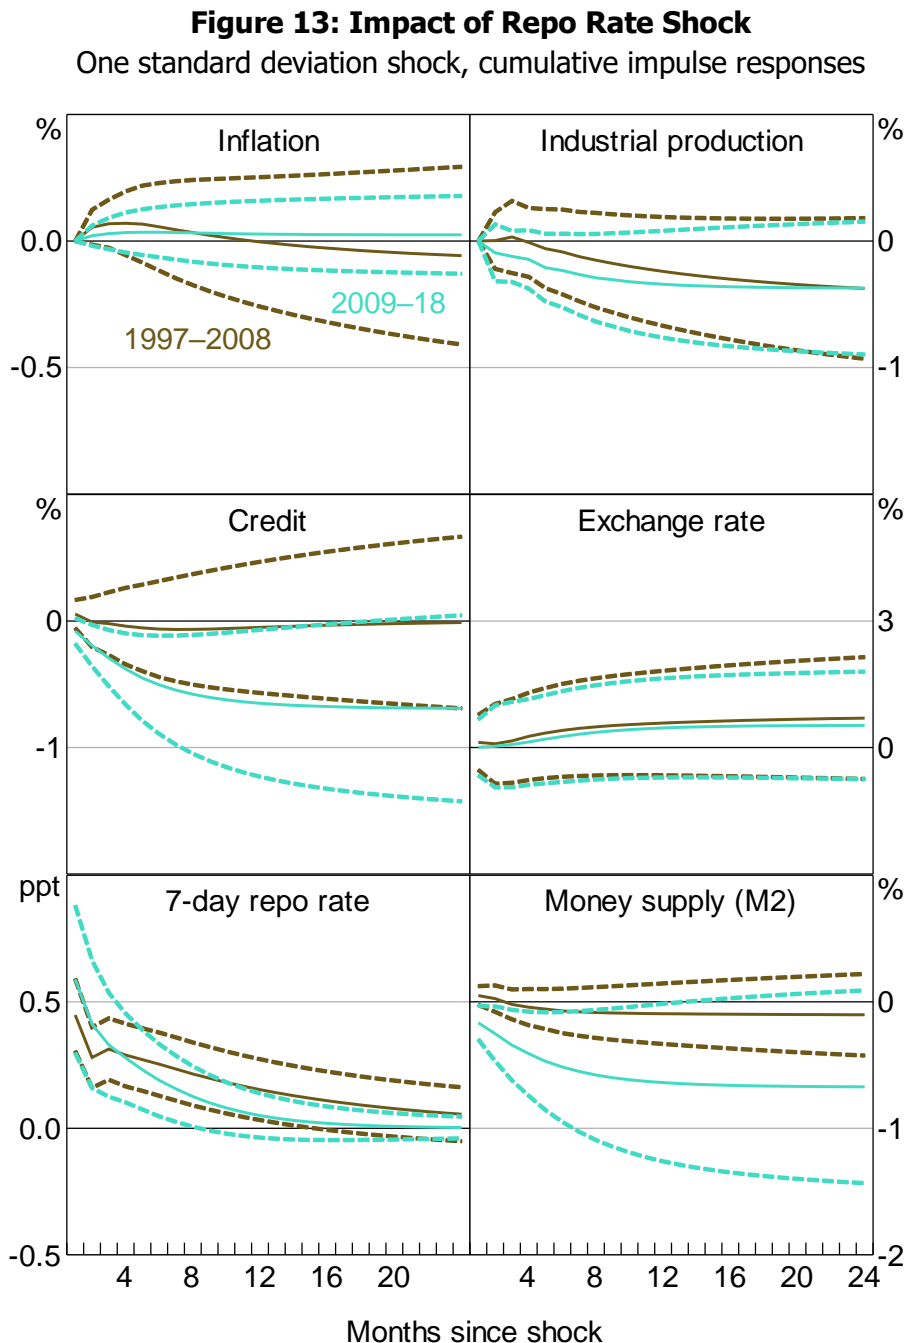 Figure 13: Impact of Repo Rate Shock
One standard deviation shock, cumulative impulse responses
% Inflation Industrial production %
0.0 0
2009–18
1997–2008
-0.5 -1
% Credit Exchange rate %
0 3
-1 0
ppt 7-day repo rate Money supply (M2) %
0.5 0
0.0 -1
-0.5 -2
4 8 12 16 20 4 8 12 16 20 24
Months since shock